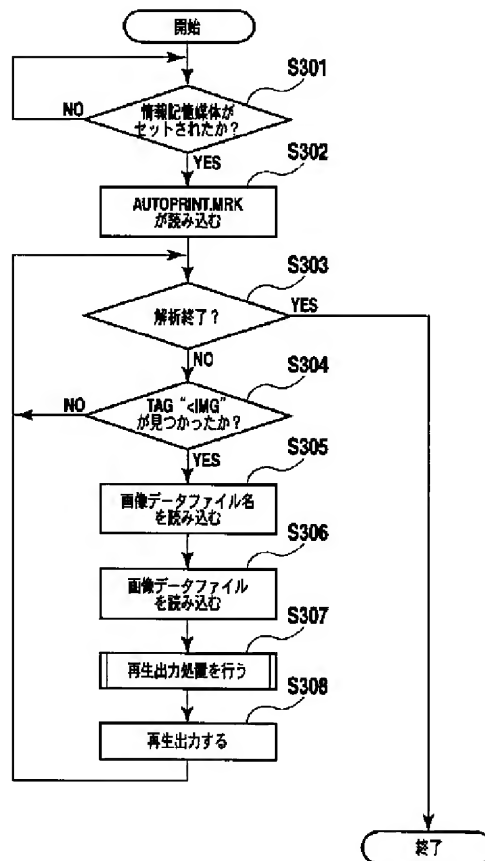 開始
S301
情報記憶媒体が
セットされたか？
NO
YES
S302
AUTOPRINT.MRK
が読み込む
S303
解析終了？
YES
NO
S304
TAG “<IMG”
が見つかったか？
NO
YES
S305
画像データファイル名
を読み込む
S306
画像データファイル
を読み込む
S307
再生出力処置を行う
S308
再生出力する
終了